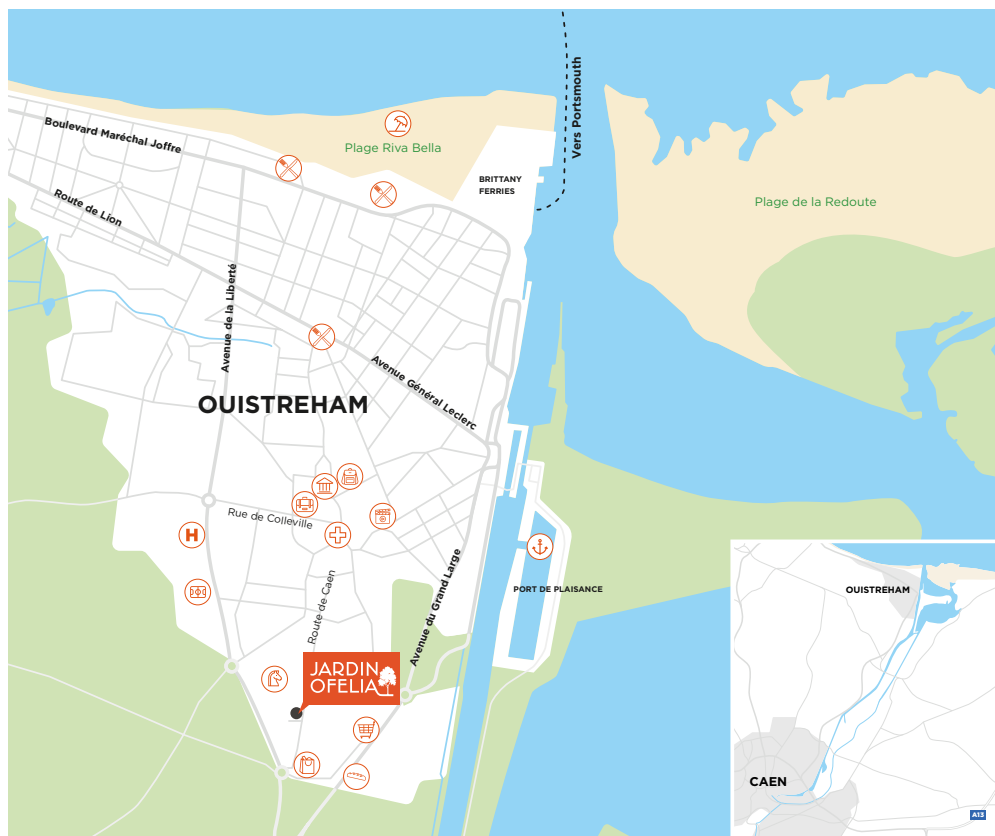 Vers Portsmouth
Boulevard Maréchal Joffre
Plage Riva Bella
BRITTANY
FERRIES
Route de Lion
Plage de la Redoute
Avenue de la Liberté
Avenue Général Leclerc
OUISTREHAM
Rue de Colleville
H
Route de Caen
Avenue du Grand Large
PORT DE PLAISANCE
JARDIN
OFELIA
OUISTREHAM
CAEN
A13